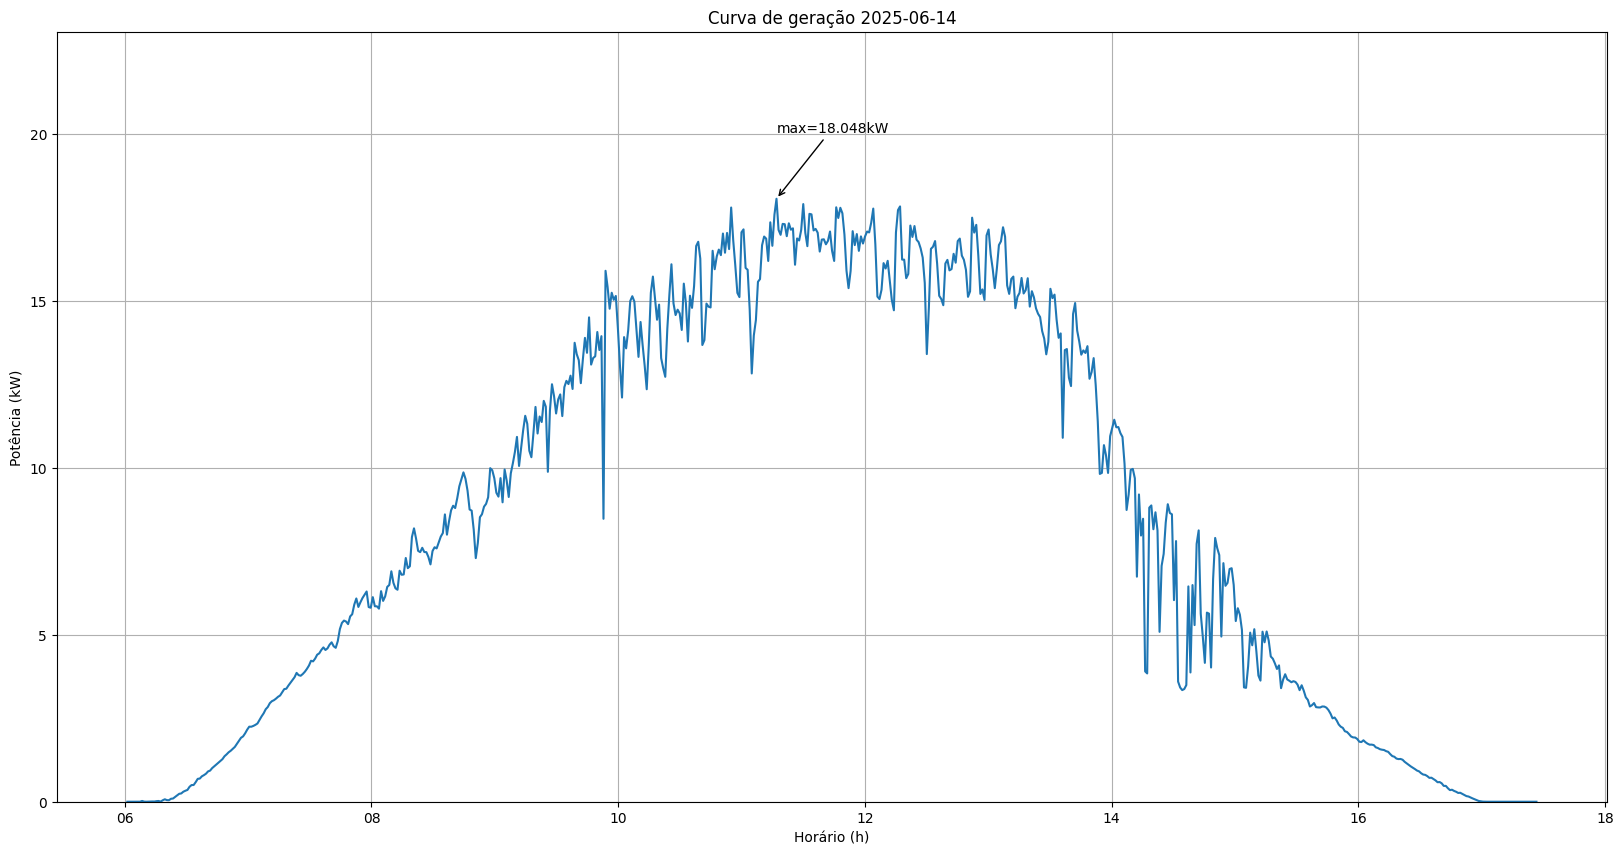 Curva de geração 2025-06-14
max=18.048kW
Potência (kW)
20
15
10
5
0
06 08 10 12 14 16 18
Horário (h)